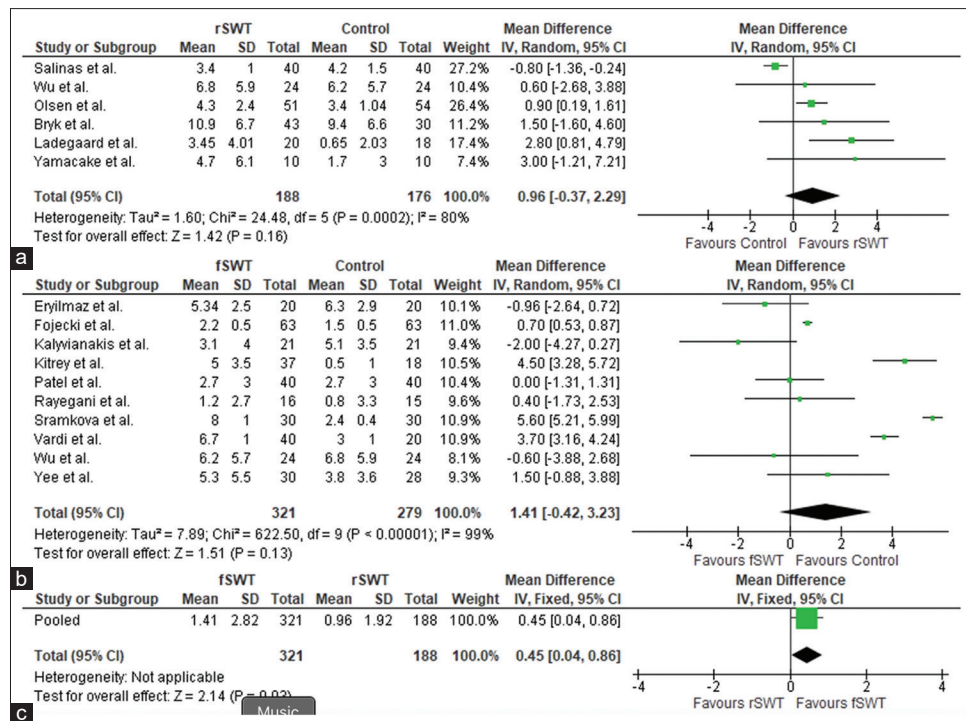 rSWT Control Mean Difference Mean Difference
Study or Subgroup Mean SD Total Mean SD Total Weight IV, Random, 95% CI IV, Random, 95% CI
Salinas et al. 3.4 1 40 4.2 1.5 40 27.2% -0.80 [-1.36, -0.24]
Wu et al. 6.8 5.9 24 6.2 5.7 24 10.4% 0.60 [-2.68, 3.88]
Olsen et al. 4.3 2.4 51 3.4 1.04 54 26.4% 0.90 [0.19, 1.61]
Bryk et al. 10.9 6.7 43 9.4 6.6 30 11.2% 1.50 [-1.60, 4.60]
Ladegaard et al. 3.45 4.01 20 0.65 2.03 18 17.4% 2.80 [0.81, 4.79]
Yamacake et al. 4.7 6.1 10 1.7 3 10 7.4% 3.00 [-1.21, 7.21]
Total (95% CI) 188 176 100.0% 0.96 [-0.37, 2.29]
Heterogeneity: Tau² = 1.60; Chi² = 24.48, df = 5 (P = 0.0002); I² = 80%
Test for overall effect: Z = 1.42 (P = 0.16)
-4 -2 0 2 4
Favours Control Favours rSWT
a
fSWT Control Mean Difference Mean Difference
Study or Subgroup Mean SD Total Mean SD Total Weight IV, Random, 95% CI IV, Random, 95% CI
Eryilmaz et al. 5.34 2.5 20 6.3 2.9 20 10.1% -0.96 [-2.64, 0.72]
Fojecki et al. 2.2 0.5 63 1.5 0.5 63 11.0% 0.70 [0.53, 0.87]
Kalyvianakis et al. 3.1 4 21 5.1 3.5 21 9.4% -2.00 [-4.27, 0.27]
Kitrey et al. 5 3.5 37 0.5 1 18 10.5% 4.50 [3.28, 5.72]
Patel et al. 2.7 3 40 2.7 3 40 10.4% 0.00 [-1.31, 1.31]
Rayegani et al. 1.2 2.7 16 0.8 3.3 15 9.6% 0.40 [-1.73, 2.53]
Sramkova et al. 8 1 30 2.4 0.4 30 10.9% 5.60 [5.21, 5.99]
Vardi et al. 6.7 1 40 3 1 20 10.9% 3.70 [3.16, 4.24]
Wu et al. 6.2 5.7 24 6.8 5.9 24 8.1% -0.60 [-3.88, 2.68]
Yee et al. 5.3 5.5 30 3.8 3.6 28 9.3% 1.50 [-0.88, 3.88]
Total (95% CI) 321 279 100.0% 1.41 [-0.42, 3.23]
Heterogeneity: Tau² = 7.89; Chi² = 622.50, df = 9 (P < 0.00001); I² = 99%
Test for overall effect: Z = 1.51 (P = 0.13)
-4 -2 0 2 4
Favours fSWT Favours Control
b
fSWT rSWT Mean Difference Mean Difference
Study or Subgroup Mean SD Total Mean SD Total Weight IV, Fixed, 95% CI IV, Fixed, 95% CI
Pooled 1.41 2.82 321 0.96 1.92 188 100.0% 0.45 [0.04, 0.86]
Total (95% CI) 321 188 100.0% 0.45 [0.04, 0.86]
Heterogeneity: Not applicable
Test for overall effect: Z = 2.14
-4 -2 0 2 4
Favours rSWT Favours fSWT
c
Music